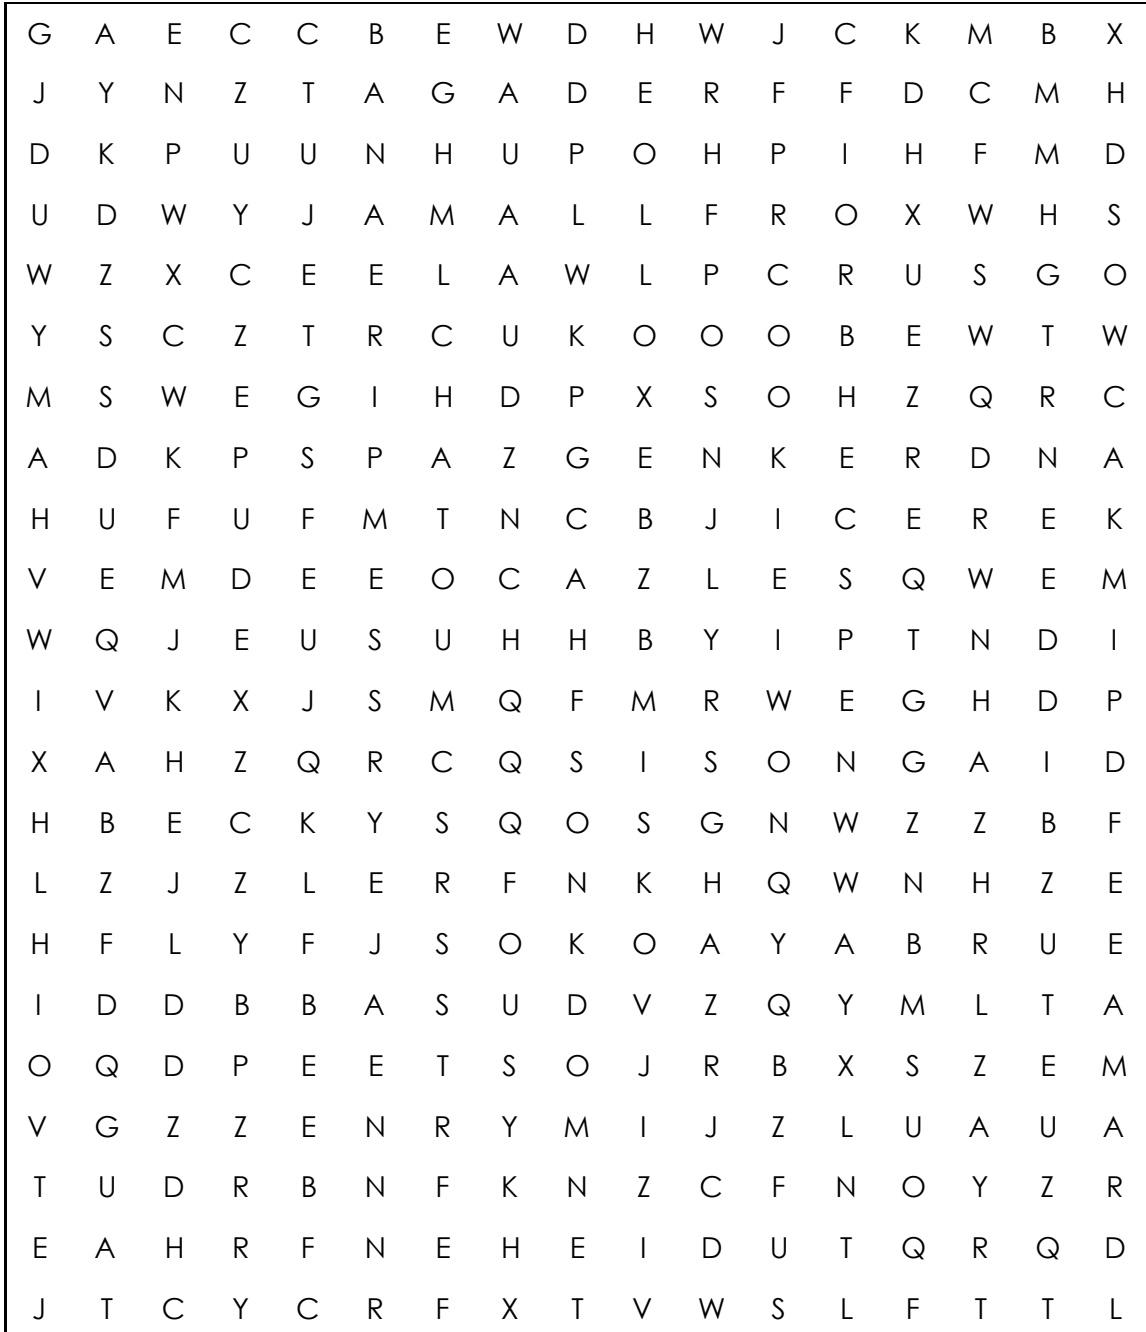 G A E C C B E W D H W J C K M B X
J Y N Z T A G A D E R F F D C M H
D K P U U N H U P O H P I H F M D
U D W Y J A M A L L F R O X W H S
W Z X C E E L A W L P C R U S G O
Y S C Z T R C U K O O O B E W T W
M S W E G I H D P X S O H Z Q R C
A D K P S P A Z G E N K E R D N A
H U F U F M T N C B J I C E R E K
V E M D E E O C A Z L E S Q W E M
W Q J E U S U H H B Y I P T N D I
I V K X J S M Q F M R W E G H D P
X A H Z Q R C Q S I S O N G A I D
H B E C K Y S Q O S G N W Z Z B F
L Z J Z L E R F N K H Q W N H Z E
H F L Y F J S O K O A Y A B R U E
I D D B B A S U D V Z Q Y M L T A
O Q D P E E T S O J R B X S Z E M
V G Z Z E N R Y M I J Z L U A U A
T U D R B N F K N Z C F N O Y Z R
E A H R F N E H E I D U T Q R Q D
J T C Y C R F X T V W S L F T T L